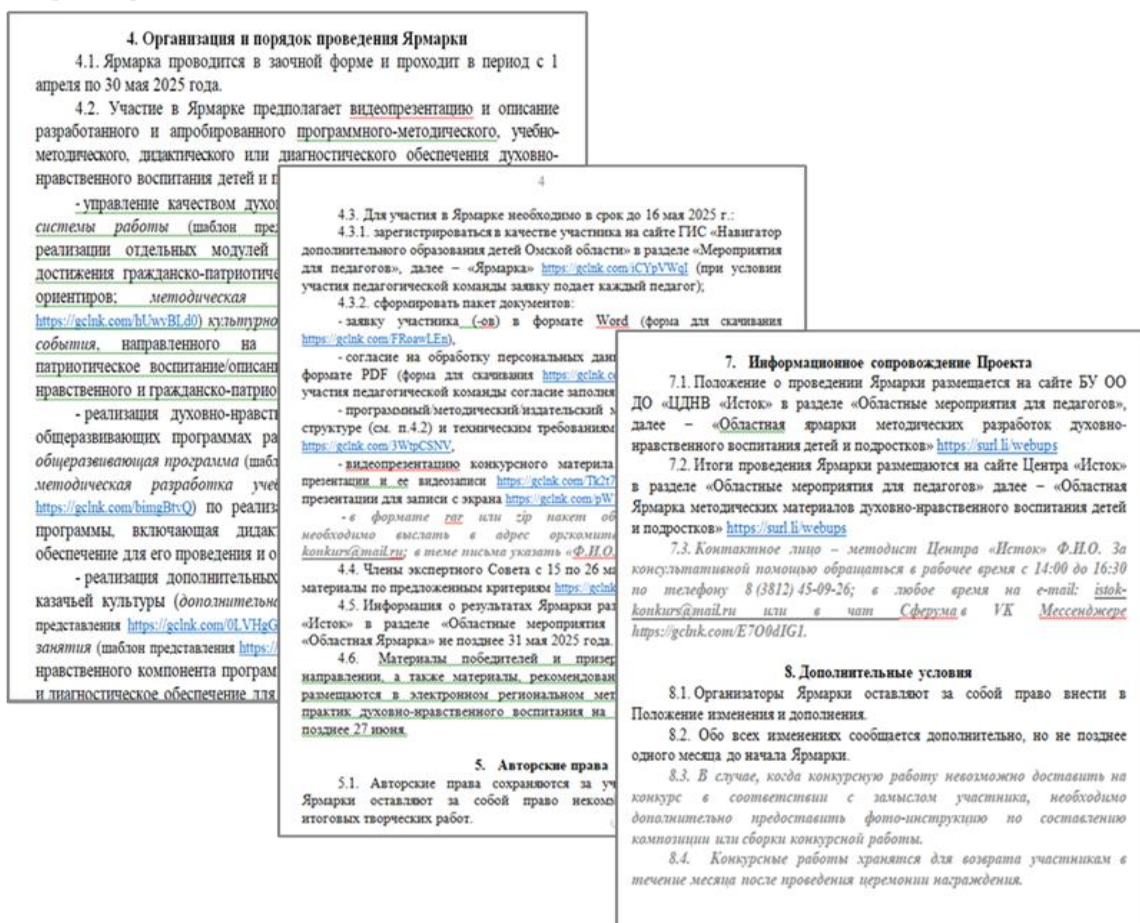 4. Организация и порядок проведения Ярмарки
4.1. Ярмарка проводится в заочной форме и проходит в период с 1
апреля по 30 мая 2025 года.
4.2. Участие в Ярмарке предполагает видеопрезентацию и описание
разработанного и апробированного программного-методического, учебно-
методического, дидактического или диагностического обеспечения духовно-
нравственного воспитания детей и п
- управление качеством духо
системы работы (шаблон пред
реализации отдельных модулей
достижения гражданско-патриотиче
ориентиров; методическая
https://gclnk.com/hUwvBLd0) культурно
события, направленного на
патриотическое воспитание/описани
нравственного и гражданско-патрио
- реализация духовно-нравств
общеразвивающих программах ра
общеразвивающая программа (шабл
методическая разработка учеб
https://gclnk.com/bimgBtvQ) по реализ
программы, включающая дидак
обеспечение для его проведения и о
- реализация дополнительных
казачьей культуры (дополнительна
представления https://gclnk.com/0LVHgG
занятия (шаблон представления https:/
нравственного компонента програм
и диагностическое обеспечение для
4
4.3. Для участия в Ярмарке необходимо в срок до 16 мая 2025 г.:
4.3.1. зарегистрироваться в качестве участника на сайте ГИС «Навигатор
дополнительного образования детей Омской области» в разделе «Мероприятия
для педагогов», далее – «Ярмарка» https://gclnk.com/iCYpVWqI (при условии
участия педагогической команды заявку подает каждый педагог);
4.3.2. сформировать пакет документов:
- заявку участника (-ов) в формате Word (форма для скачивания
https://gclnk.com/FRoawLEn),
- согласие на обработку персональных дан
формате PDF (форма для скачивания https://gclnk.co
участия педагогической команды согласие заполня
- программный/методический/издательский м
структуре (см. п.4.2) и техническим требованиям
https://gclnk.com/3WtpCSNV,
- видеопрезентацию конкурсного материла
презентации и ее видеозаписи https://gclnk.com/Tk2t7
презентации для записи с экрана https://gclnk.com/pW
- в формате rar или zip пакет об
необходимо выслать в адрес оргкомит
konkurs@mail.ru; в теме письма указать «Ф.И.О.
4.4. Члены экспертного Совета с 15 по 26 ма
материалы по предложенным критериям https://gclnk
4.5. Информация о результатах Ярмарки раз
«Исток» в разделе «Областные мероприятия
«Областная Ярмарка» не позднее 31 мая 2025 года.
4.6. Материалы победителей и призер
направлении, а также материалы, рекомендован
размещаются в электронном региональном мет
практик духовно-нравственного воспитания на
позднее 27 июня.
5. Авторские права
5.1. Авторские права сохраняются за уч
Ярмарки оставляют за собой право неком
итоговых творческих работ.
7. Информационное сопровождение Проекта
7.1. Положение о проведении Ярмарки размещается на сайте БУ ОО
ДО «ЦДНВ «Исток» в разделе «Областные мероприятия для педагогов»,
далее – «Областная ярмарка методических разработок духовно-
нравственного воспитания детей и подростков» https://surl.li/webups
7.2. Итоги проведения Ярмарки размещаются на сайте Центра «Исток»
в разделе «Областные мероприятия для педагогов» далее – «Областная
Ярмарка методических материалов духовно-нравственного воспитания детей
и подростков» https://surl.li/webups
7.3. Контактное лицо – методист Центра «Исток» Ф.И.О. За
консультативной помощью обращаться в рабочее время с 14:00 до 16:30
по телефону 8 (3812) 45-09-26; в любое время на e-mail: istok-
konkurs@mail.ru или в чат Сферума в VK Мессенджере
https://gclnk.com/E7O0dIG1.
8. Дополнительные условия
8.1. Организаторы Ярмарки оставляют за собой право внести в
Положение изменения и дополнения.
8.2. Обо всех изменениях сообщается дополнительно, но не позднее
одного месяца до начала Ярмарки.
8.3. В случае, когда конкурсную работу невозможно доставить на
конкурс в соответствии с замыслом участника, необходимо
дополнительно предоставить фото-инструкцию по составлению
композиции или сборки конкурсной работы.
8.4. Конкурсные работы хранятся для возврата участникам в
течение месяца после проведения церемонии награждения.